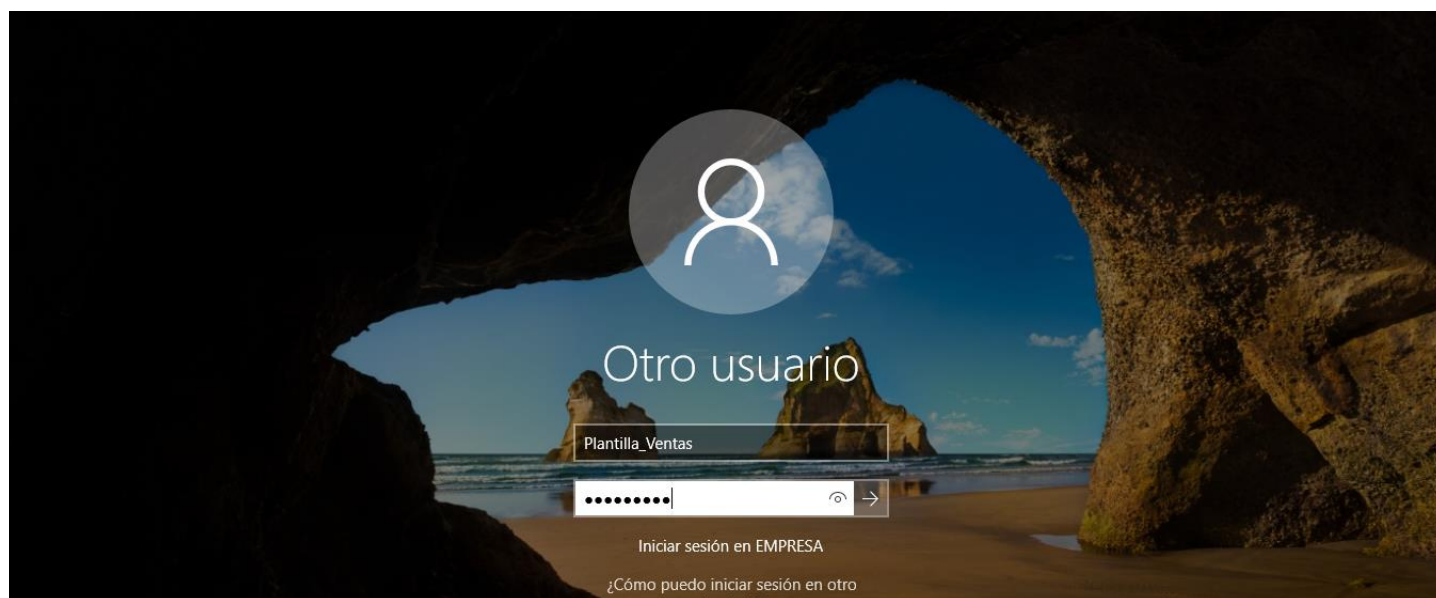 Otro usuario
Plantilla_Ventas
Iniciar sesión en EMPRESA
¿Cómo puedo iniciar sesión en otro